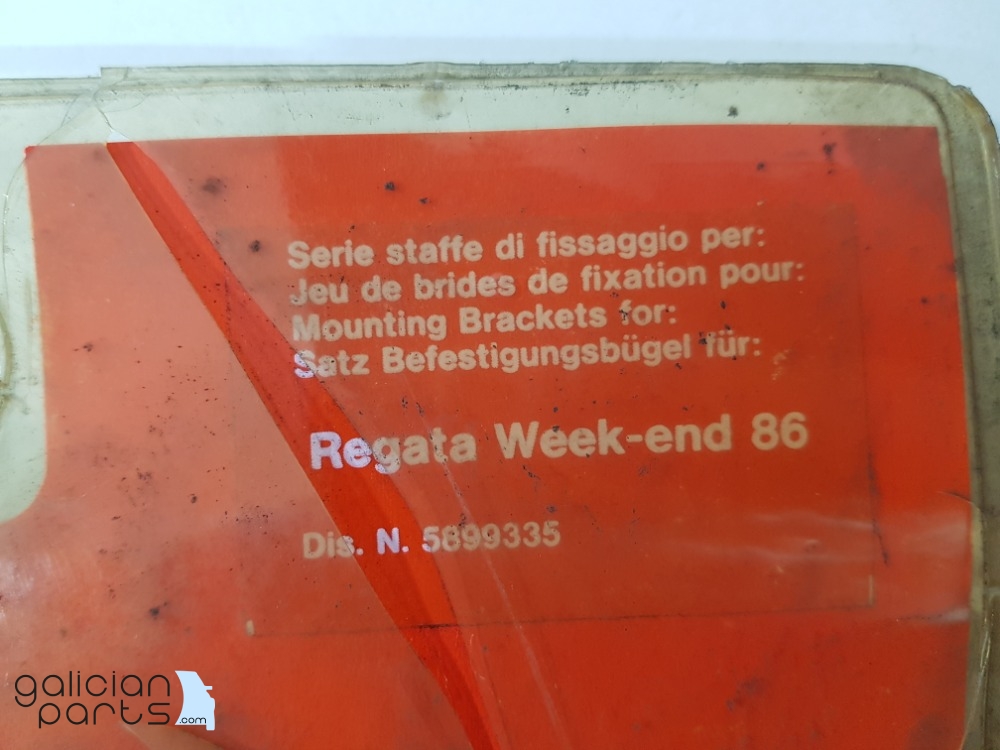 Serie staffe di fissaggio per:
Jeu de brides de fixation pour:
Mounting Brackets for:
Satz Befestigungsbügel für:
Regata Week-end 86
Dis. N. 5899335
galician
parts.com